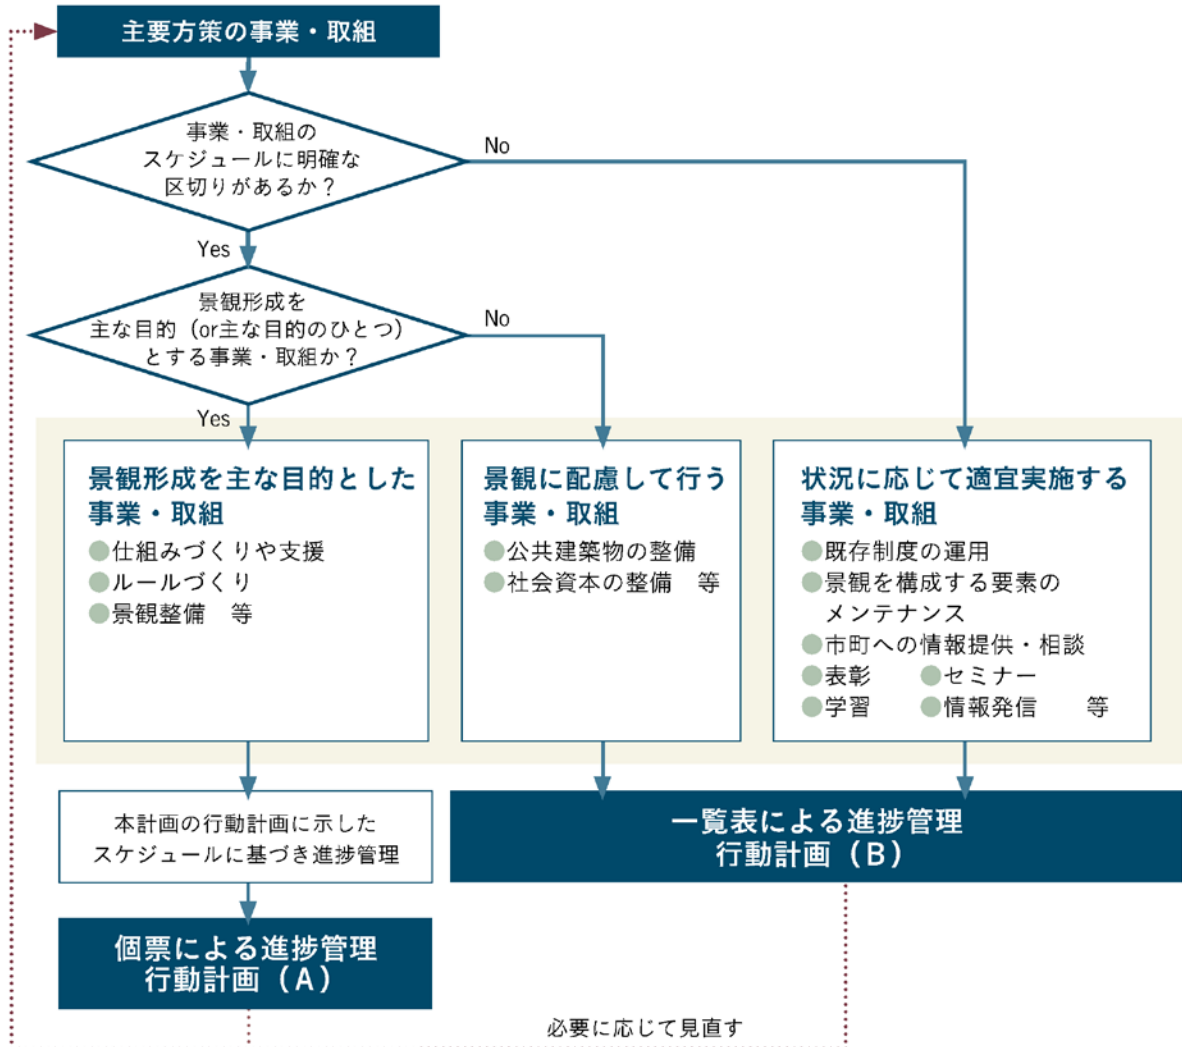 主要方策の事業・取組
事業・取組の
スケジュールに明確な
区切りがあるか？
No
Yes
景観形成を
主な目的（or主な目的のひとつ）
とする事業・取組か？
No
Yes
景観形成を主な目的とした
事業・取組
●仕組みづくりや支援
●ルールづくり
●景観整備　等
景観に配慮して行う
事業・取組
●公共建築物の整備
●社会資本の整備　等
状況に応じて適宜実施する
事業・取組
●既存制度の運用
●景観を構成する要素の
メンテナンス
●市町への情報提供・相談
●表彰　●セミナー
●学習　●情報発信　等
本計画の行動計画に示した
スケジュールに基づき進捗管理
一覧表による進捗管理
行動計画（B）
個票による進捗管理
行動計画（A）
必要に応じて見直す